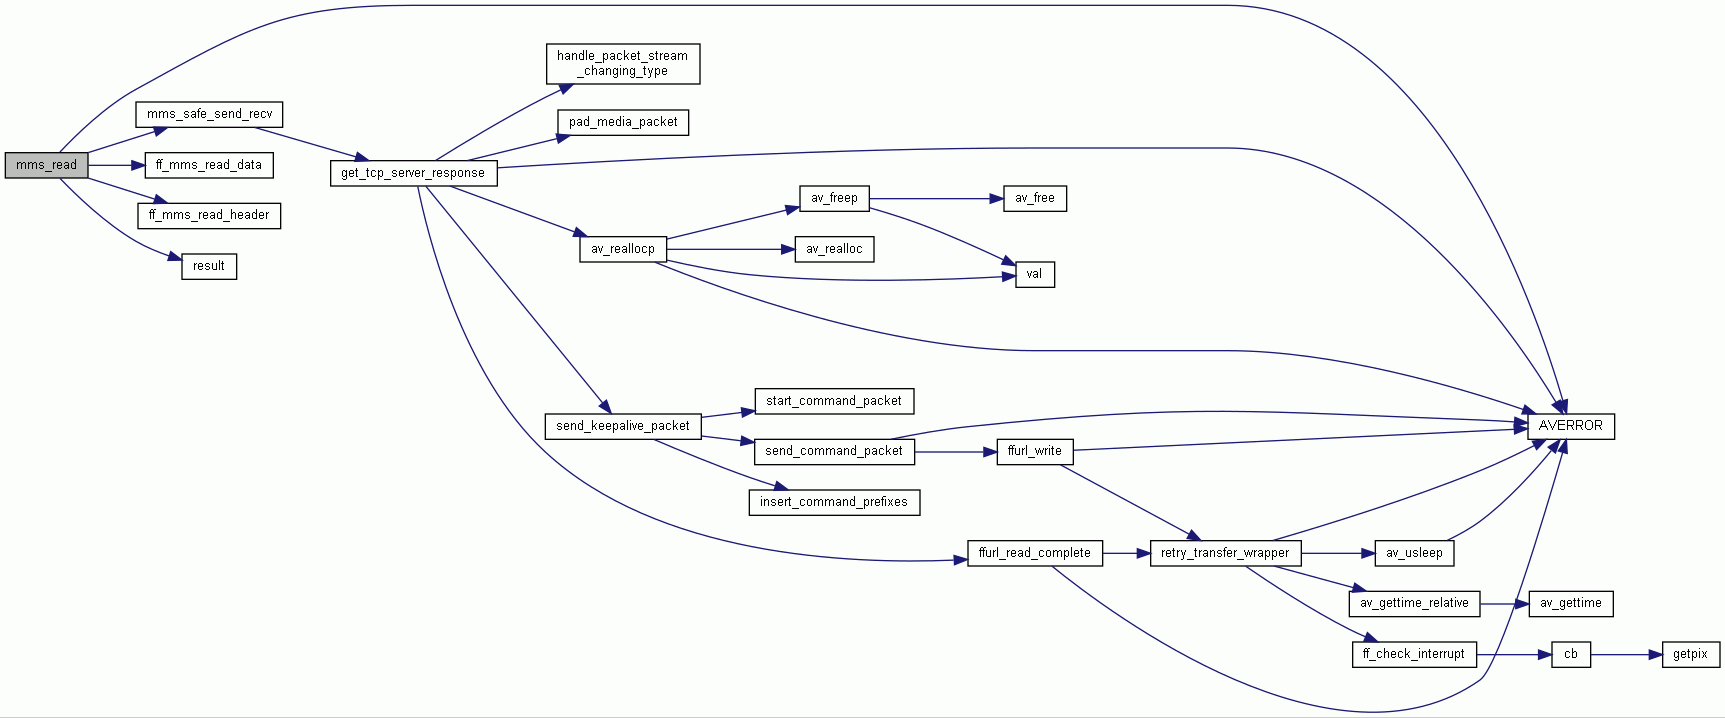 handle_packet_stream
_changing_type
mms_safe_send_recv
pad_media_packet
mms_read
ff_mms_read_data
get_tcp_server_response
av_freep
av_free
ff_mms_read_header
av_reallocp
av_realloc
result
val
start_command_packet
send_keepalive_packet
AVERROR
send_command_packet
ffurl_write
insert_command_prefixes
ffurl_read_complete
retry_transfer_wrapper
av_usleep
av_gettime_relative
av_gettime
ff_check_interrupt
cb
getpix